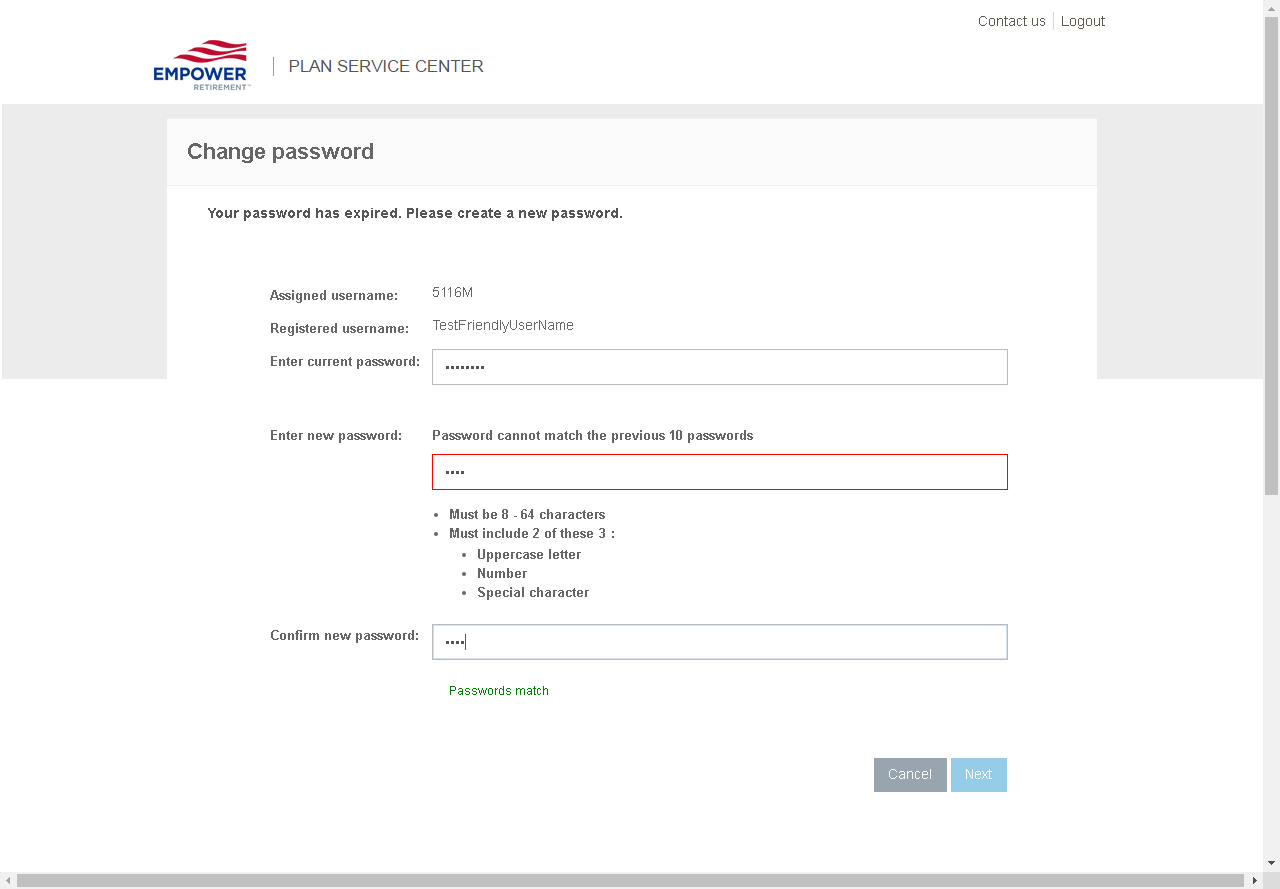 Contact us Logout
EMPOWER
RETIREMENT™
PLAN SERVICE CENTER
Change password
Your password has expired. Please create a new password.
Assigned username: 5116M
Registered username: TestFriendlyUserName
Enter current password: ••••••••
Enter new password: Password cannot match the previous 10 passwords
••••
• Must be 8 - 64 characters
• Must include 2 of these 3 :
• Uppercase letter
• Number
• Special character
Confirm new password: ••••
Passwords match
Cancel Next